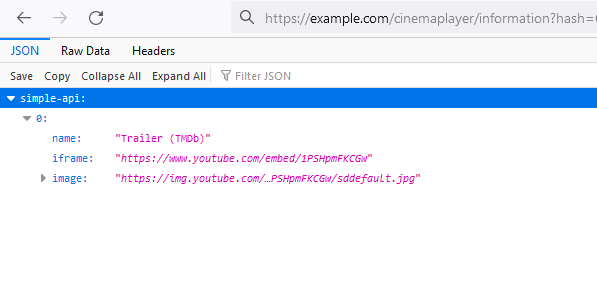 https://example.com/cinemaplayer/information?hash=
JSON Raw Data Headers
Save Copy Collapse All Expand All Filter JSON
simple-api:
0:
name: "Trailer (TMDb)"
iframe: "https://www.youtube.com/embed/1PSHpmFKCGw"
image: "https://img.youtube.com/…PSHpmFKCGw/sddefault.jpg"